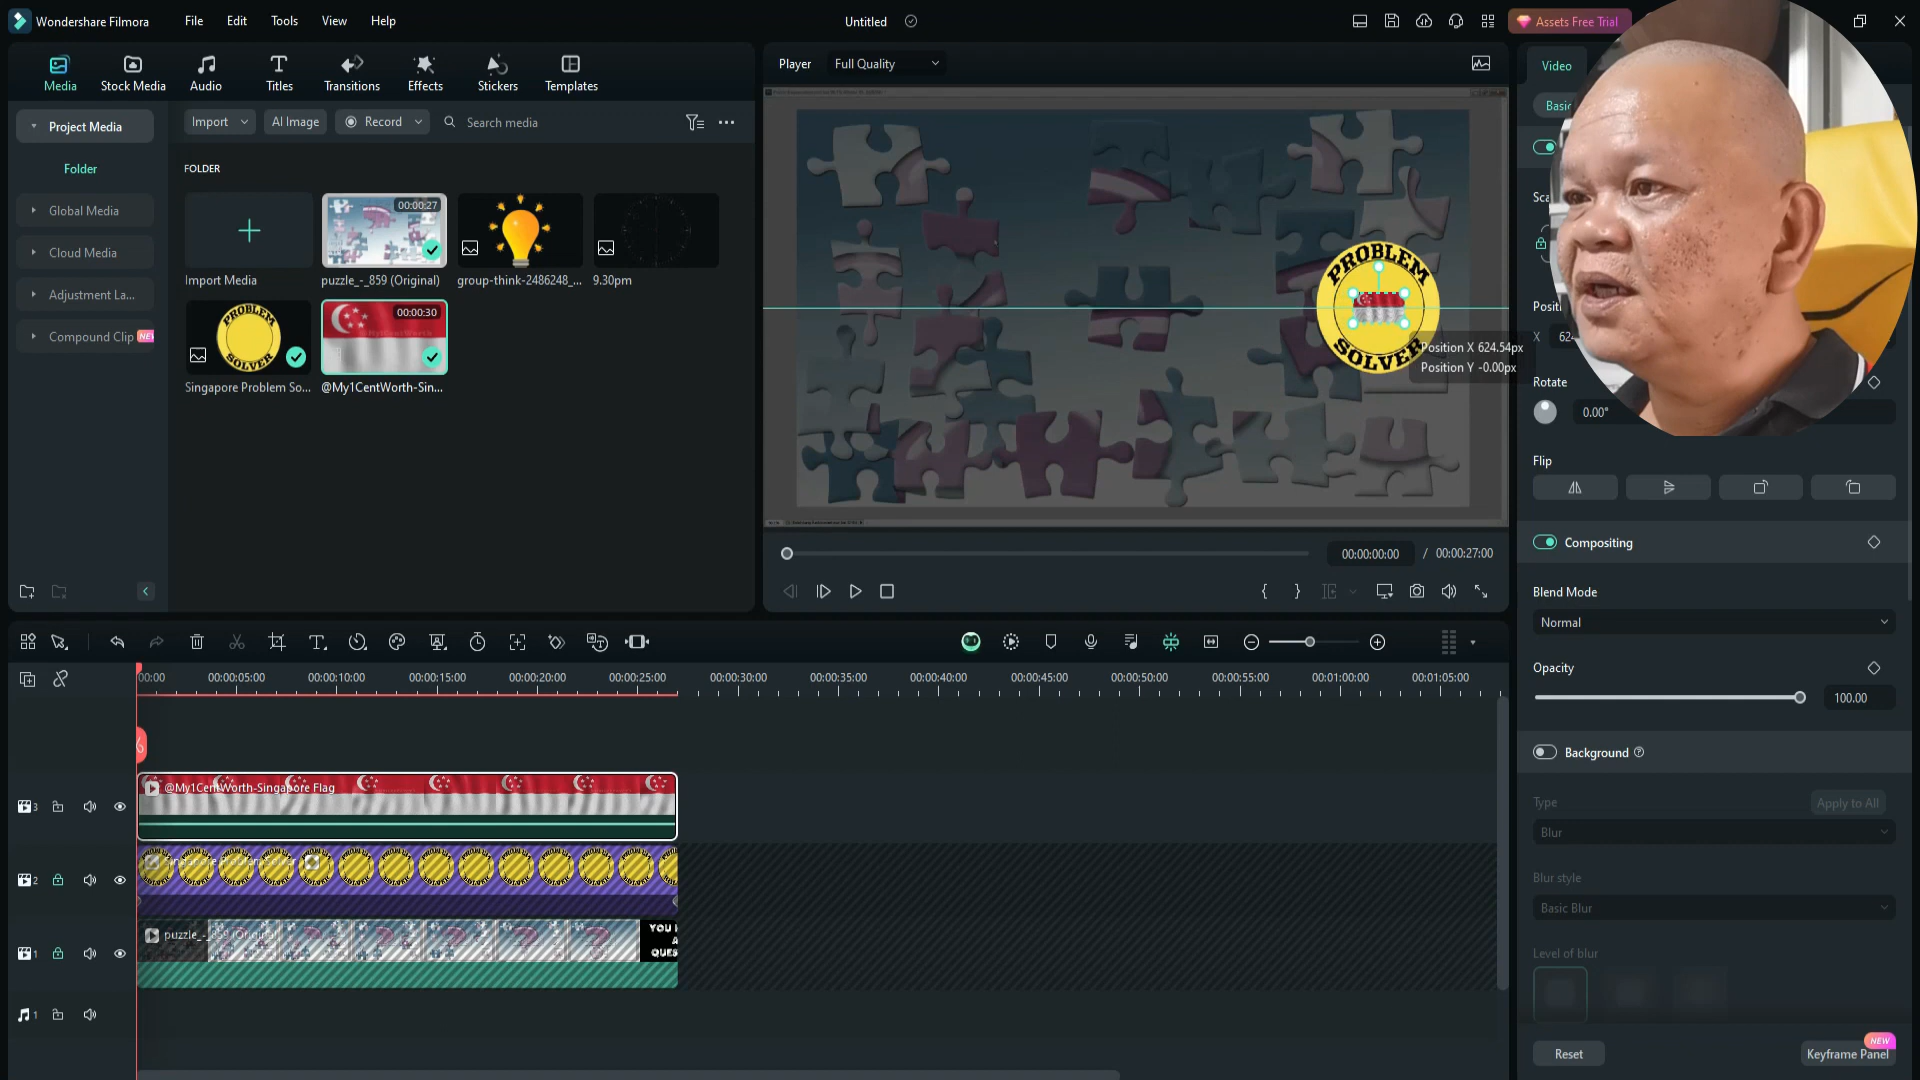 Wondershare Filmora
File
Edit
Tools
View
Help
Untitled
Assets Free Trial
Media
Stock Media
Audio
Titles
Transitions
Effects
Stickers
Templates
Project Media
Folder
Global Media
Cloud Media
Adjustment La...
Compound Clip
Import
AI Image
Record
Search media
FOLDER
Import Media
00:00:27
puzzle_-_859 (Original)
group-think-2486248_...
9.30pm
PROBLEM
SOLVER
Singapore Problem So...
00:00:30
@My1CentWorth-Sin...
Player
Full Quality
PROBLEM
SOLVER
Position X 624.54px
Position Y -0.00px
00:00:00:00
/ 00:00:27:00
Video
Basic
Rotate
0.00°
Flip
Compositing
Blend Mode
Normal
Opacity
100.00
Background
Type
Apply to All
Blur
Blur style
Basic Blur
Level of blur
Reset
NEW
Keyframe Panel
00:00
00:00:05:00
00:00:10:00
00:00:15:00
00:00:20:00
00:00:25:00
00:00:30:00
00:00:35:00
00:00:40:00
00:00:45:00
00:00:50:00
00:00:55:00
00:01:00:00
00:01:05:00
3
@My1CentWorth-Singapore Flag
2
Singapore Problem Solver
1
puzzle_-_859 (Original)
1